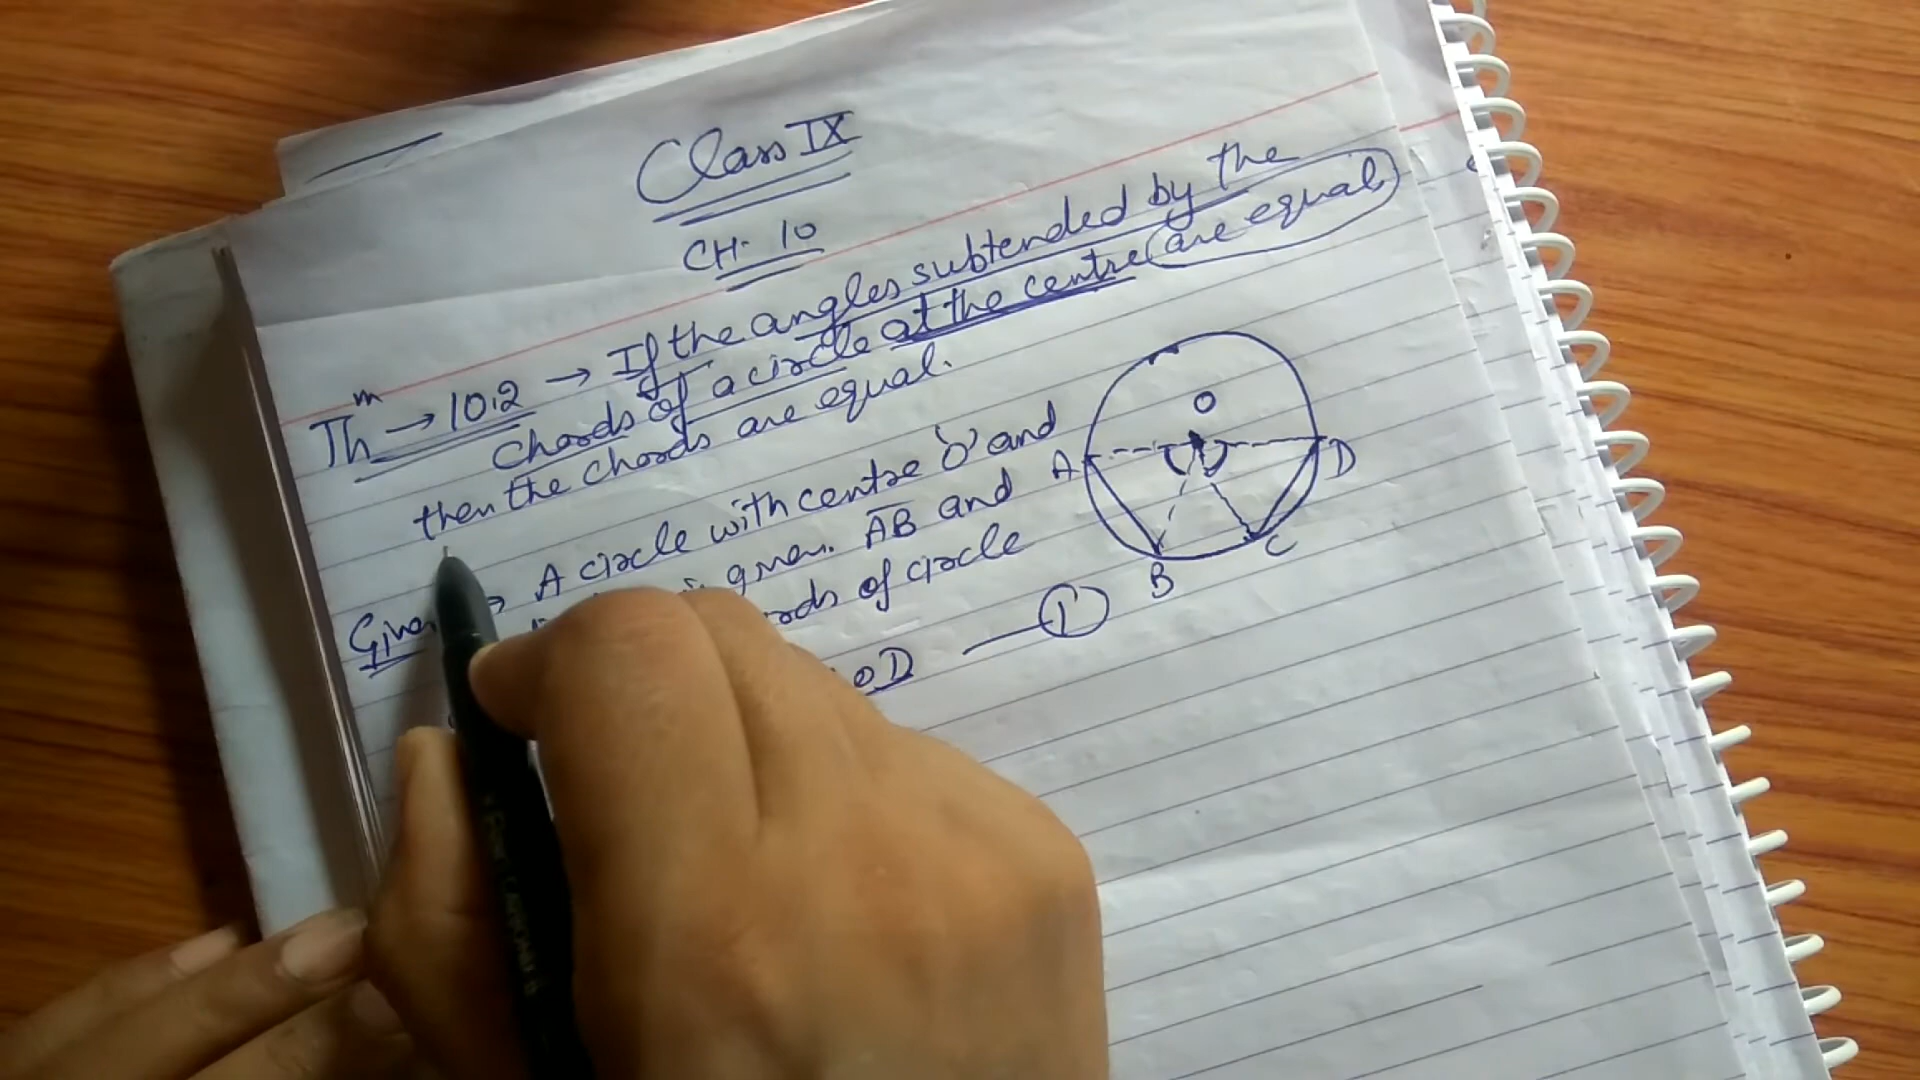 Class IX
CH. 10
Thm → 10.2 → If the angles subtended by the
chords of a circle at the centre are equal
then the chords are equal.
Given → A circle with centre 'O' and
given. AB and
of circle
OD
1
O
A
D
B
C